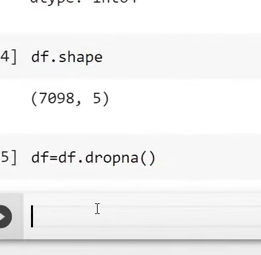 4] df.shape
(7098, 5)
5] df=df.dropna()